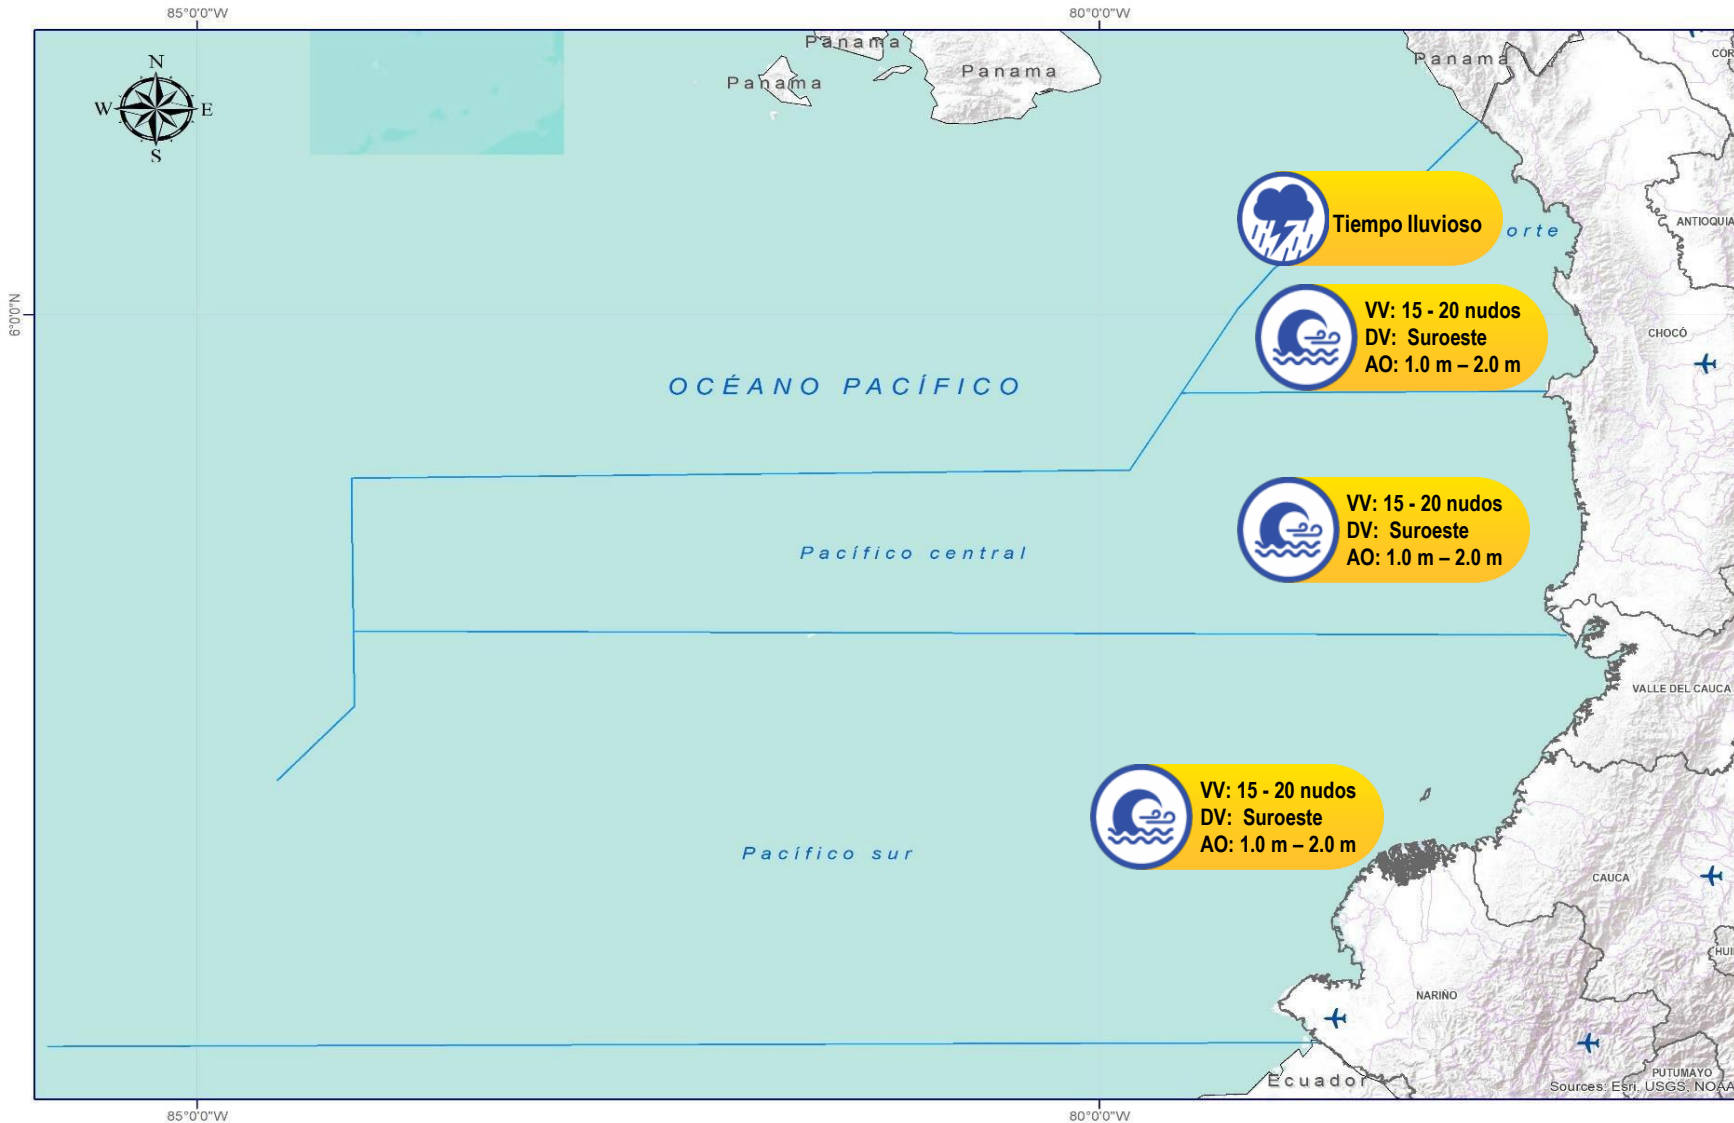 85°0'0"W
80°0'0"W
N
W
E
S
Panama
Panama
Panama
Panama
COR
ANTIOQUIA
Tiempo lluvioso
orte
6°0'0"N
VV: 15 - 20 nudos
DV: Suroeste
AO: 1.0 m – 2.0 m
CHOCÓ
OCÉANO PACÍFICO
VV: 15 - 20 nudos
DV: Suroeste
AO: 1.0 m – 2.0 m
Pacífico central
VALLE DEL CAUCA
VV: 15 - 20 nudos
DV: Suroeste
AO: 1.0 m – 2.0 m
Pacífico sur
CAUCA
HUI
NARIÑO
PUTUMAYO
Ecuador
Sources: Esri, USGS, NOAA
85°0'0"W
80°0'0"W